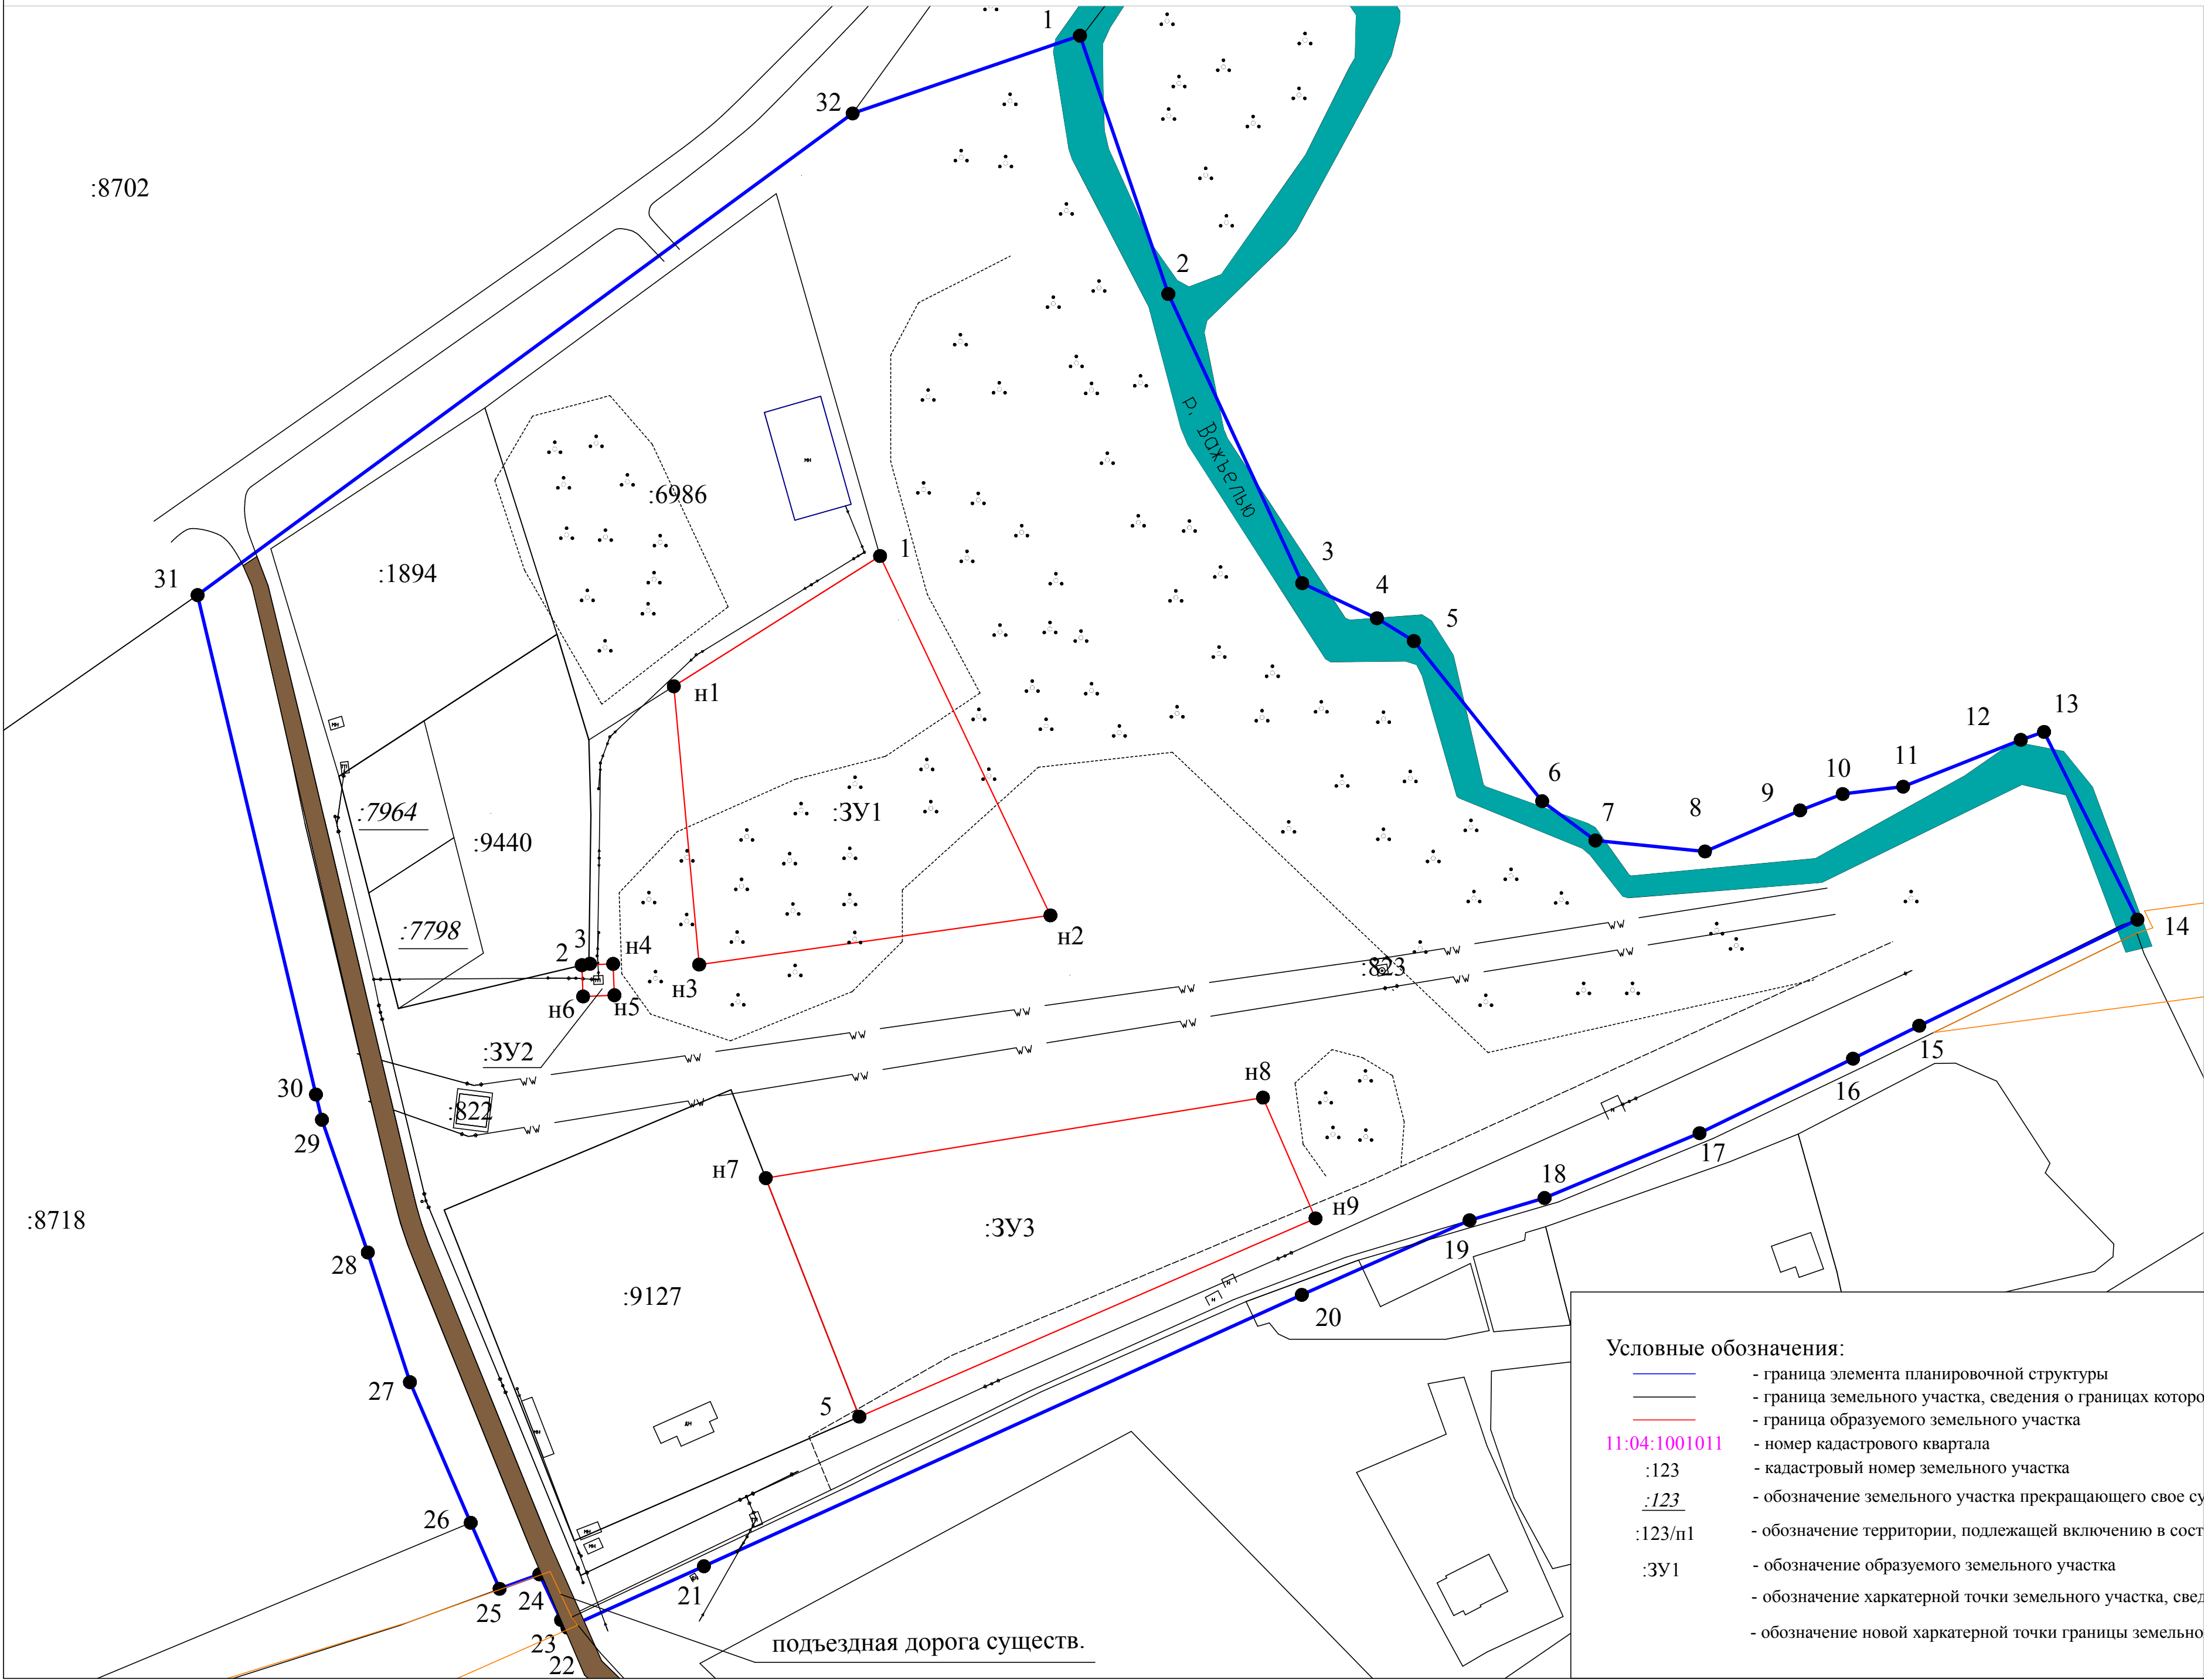 1
32
:8702
2
р. Вахъелью
:6986
1
3
4
5
31
:1894
н1
13
12
11
10
9
6
7
8
:7964
:ЗУ1
:9440
:7798
н2
14
3
2
н4
н3
:823
н6
н5
15
:ЗУ2
16
30
:822
29
н8
17
н7
18
:8718
:ЗУ3
н9
19
28
:9127
20
27
5
26
21
25
24
23
22
подъездная дорога существ.
Условные обозначения:
- граница элемента планировочной структуры
- граница земельного участка, сведения о границах которо
- граница образуемого земельного участка
11:04:1001011 - номер кадастрового квартала
:123 - кадастровый номер земельного участка
:123 - обозначение земельного участка прекращающего свое су
:123/п1 - обозначение территории, подлежащей включению в сост
:ЗУ1 - обозначение образуемого земельного участка
- обозначение харкатерной точки земельного участка, свед
- обозначение новой харкатерной точки границы земельно